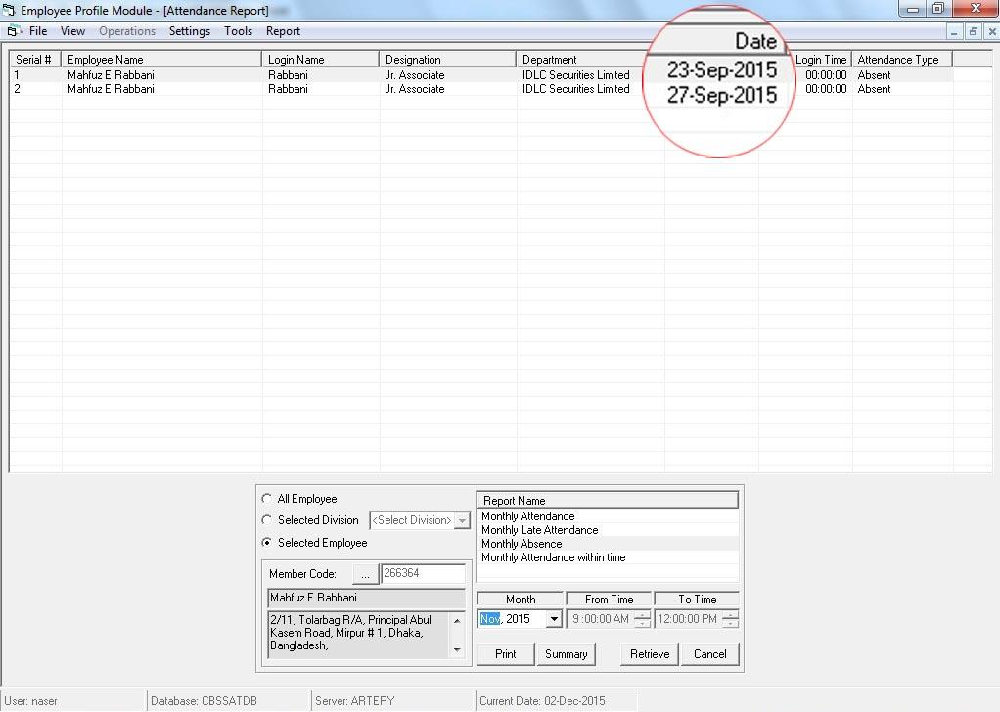 Employee Profile Module - [Attendance Report]
File View Operations Settings Tools Report
Serial # Employee Name Login Name Designation Department Date Login Time Attendance Type
1 Mahfuz E Rabbani Rabbani Jr. Associate IDLC Securities Limited 23-Sep-2015 00:00:00 Absent
2 Mahfuz E Rabbani Rabbani Jr. Associate IDLC Securities Limited 27-Sep-2015 00:00:00 Absent
All Employee
Selected Division <Select Division>
Selected Employee
Member Code: ... 266364
Mahfuz E Rabbani
2/11, Tolarbag R/A, Principal Abul
Kasem Road, Mirpur # 1, Dhaka,
Bangladesh,
Report Name
Monthly Attendance
Monthly Late Attendance
Monthly Absence
Monthly Attendance within time
Month From Time To Time
Nov, 2015 9:00:00 AM 12:00:00 PM
Print Summary Retrieve Cancel
User: naser Database: CBSSATDB Server: ARTERY Current Date: 02-Dec-2015